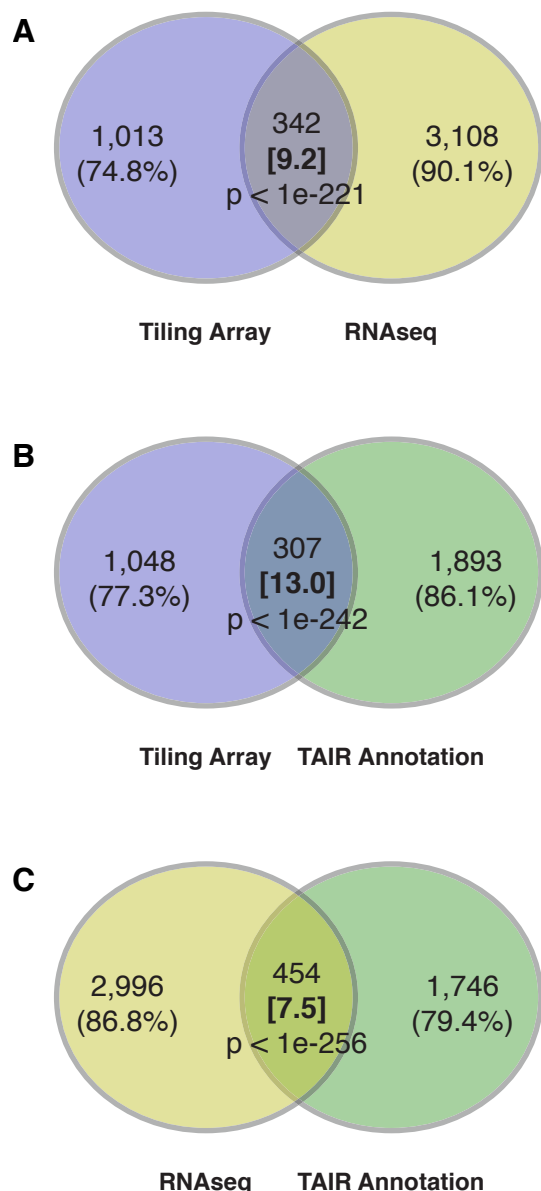 A
1,013
(74.8%)
342
[9.2]
p < 1e-221
3,108
(90.1%)
Tiling Array
RNAseq
B
1,048
(77.3%)
307
[13.0]
p < 1e-242
1,893
(86.1%)
Tiling Array
TAIR Annotation
C
2,996
(86.8%)
454
[7.5]
p < 1e-256
1,746
(79.4%)
RNAseq
TAIR Annotation